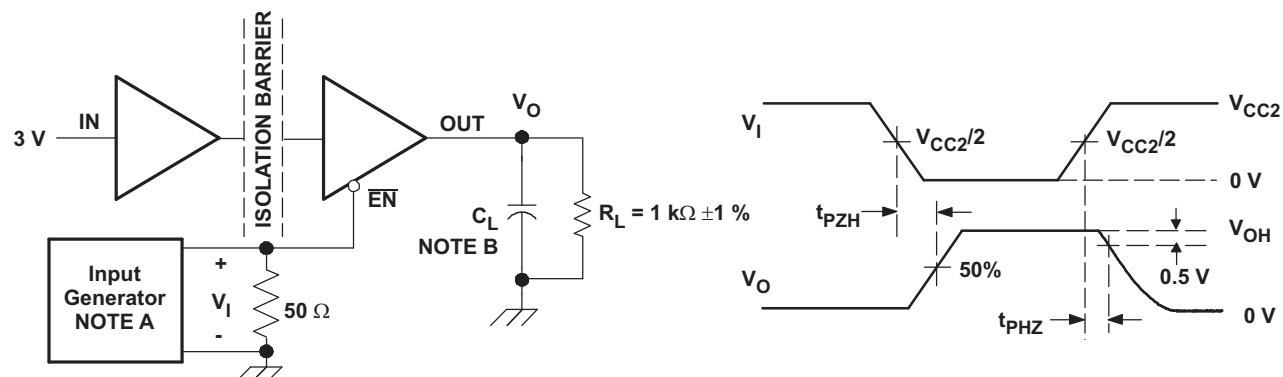 ISOLATION BARRIER
3 V
IN
OUT
V_O
EN
C_L
NOTE B
R_L = 1 kΩ ±1 %
Input
Generator
NOTE A
+
V_I
-
50 Ω
V_I
V_CC2/2
V_CC2/2
V_CC2
0 V
t_PZH
V_O
50%
V_OH
0.5 V
t_PHZ
0 V